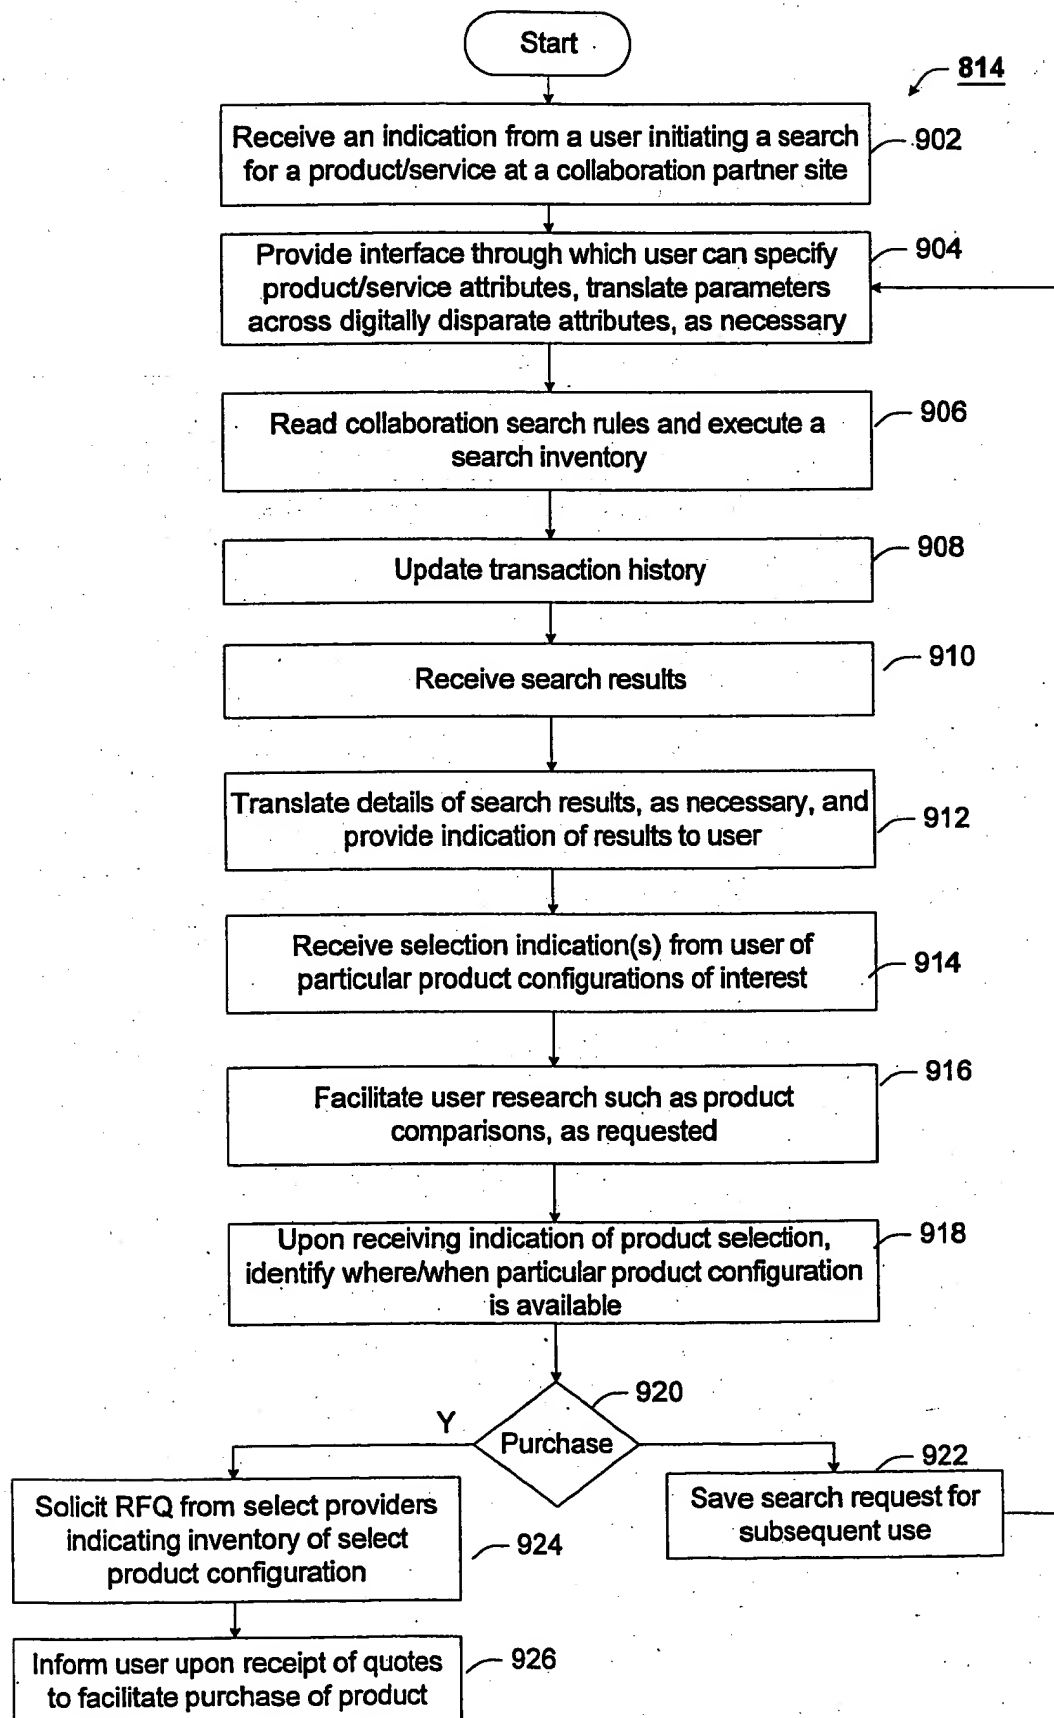 Start
814
Receive an indication from a user initiating a search
for a product/service at a collaboration partner site
902
Provide interface through which user can specify
product/service attributes, translate parameters
across digitally disparate attributes, as necessary
904
Read collaboration search rules and execute a
search inventory
906
Update transaction history
908
Receive search results
910
Translate details of search results, as necessary, and
provide indication of results to user
912
Receive selection indication(s) from user of
particular product configurations of interest
914
Facilitate user research such as product
comparisons, as requested
916
Upon receiving indication of product selection,
identify where/when particular product configuration
is available
918
920
Y
Purchase
922
Save search request for
subsequent use
Solicit RFQ from select providers
indicating inventory of select
product configuration
924
Inform user upon receipt of quotes
to facilitate purchase of product
926